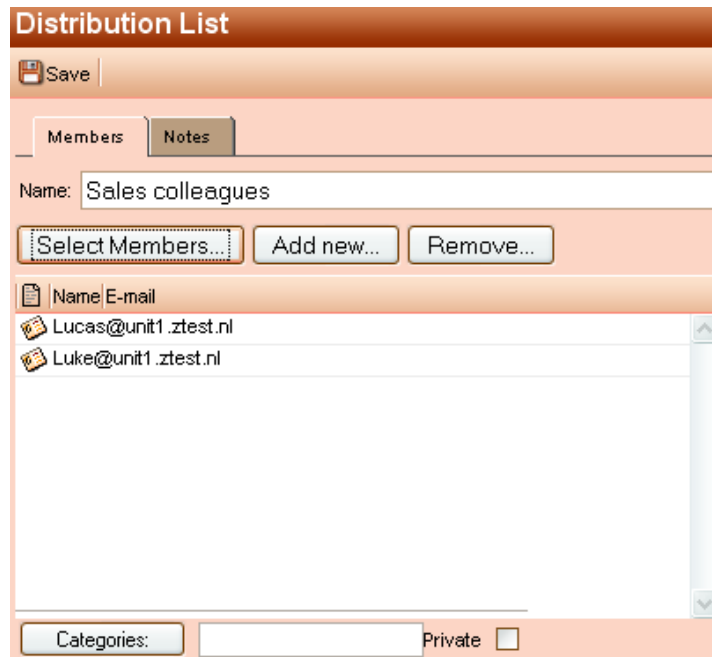 Distribution List
Save
Members Notes
Name: Sales colleagues
Select Members... Add new... Remove...
Name E-mail
Lucas@unit1.ztest.nl
Luke@unit1.ztest.nl
Categories: Private